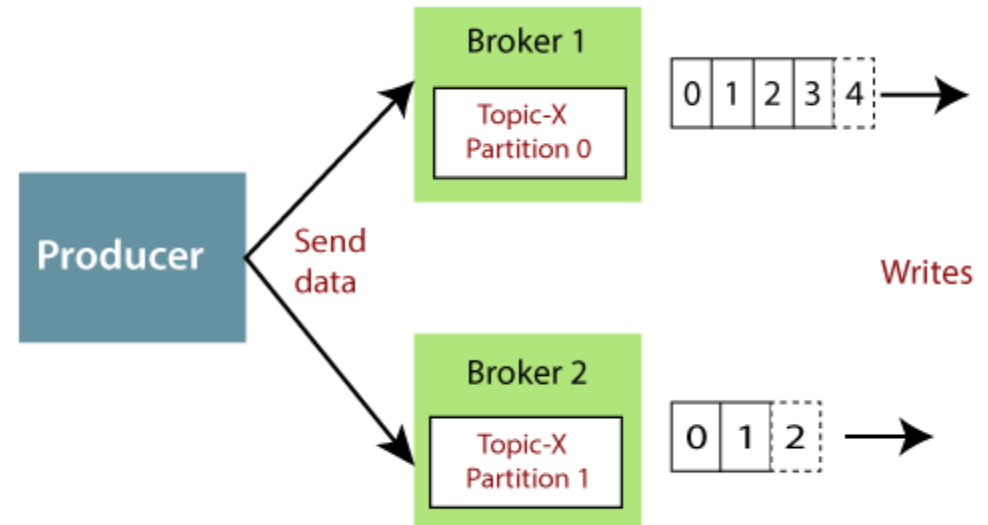 Broker 1
0 1 2 3 4
Topic-X
Partition 0
Producer
Send
data
Writes
Broker 2
Topic-X
Partition 1
0 1 2